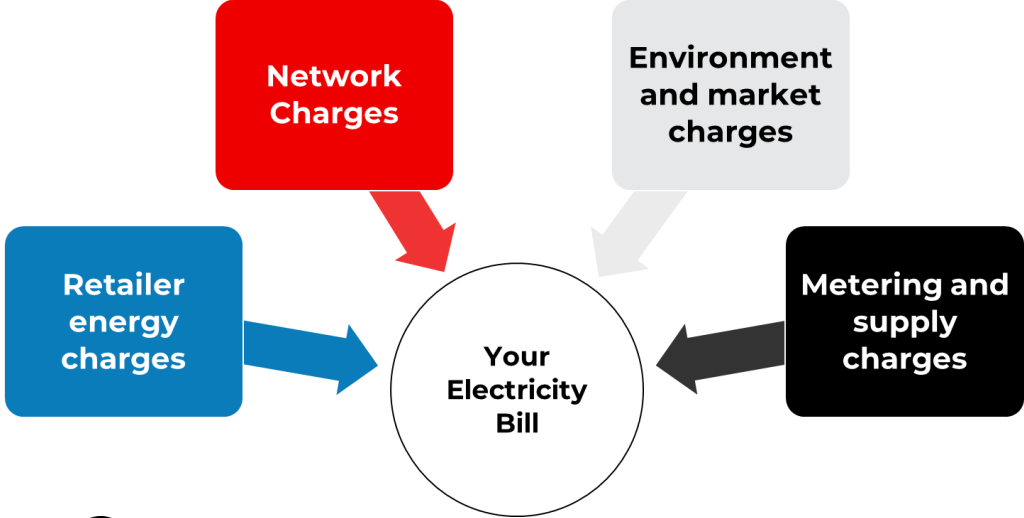 Network
Charges
Environment
and market
charges
Retailer
energy
charges
Metering and
supply
charges
Your
Electricity
Bill